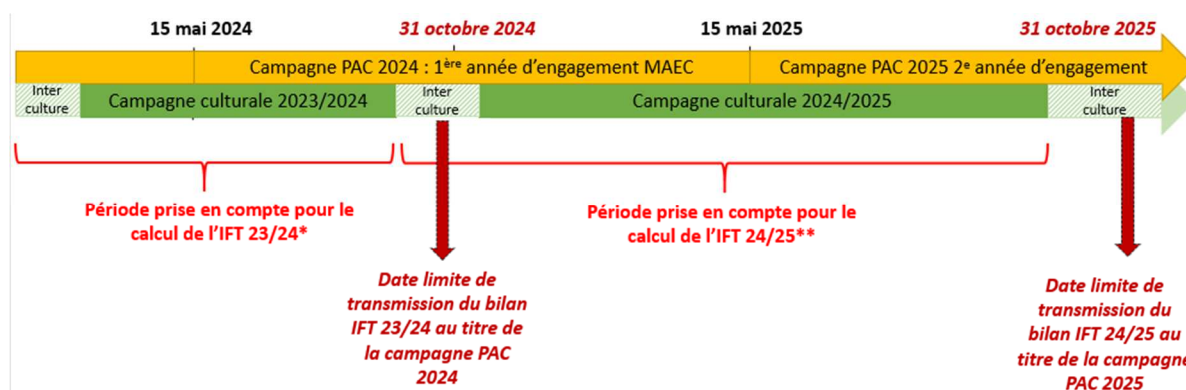 15 mai 2024
31 octobre 2024
15 mai 2025
31 octobre 2025
Campagne PAC 2024 : 1ère année d'engagement MAEC
Campagne PAC 2025 2e année d'engagement
Inter
culture
Campagne culturale 2023/2024
Inter
culture
Campagne culturale 2024/2025
Inter
culture
Période prise en compte pour le
calcul de l'IFT 23/24*
Période prise en compte pour le
calcul de l'IFT 24/25**
Date limite de
transmission du bilan
IFT 23/24 au titre de
la campagne PAC
2024
Date limite de
transmission du
bilan IFT 24/25 au
titre de la campagne
PAC 2025